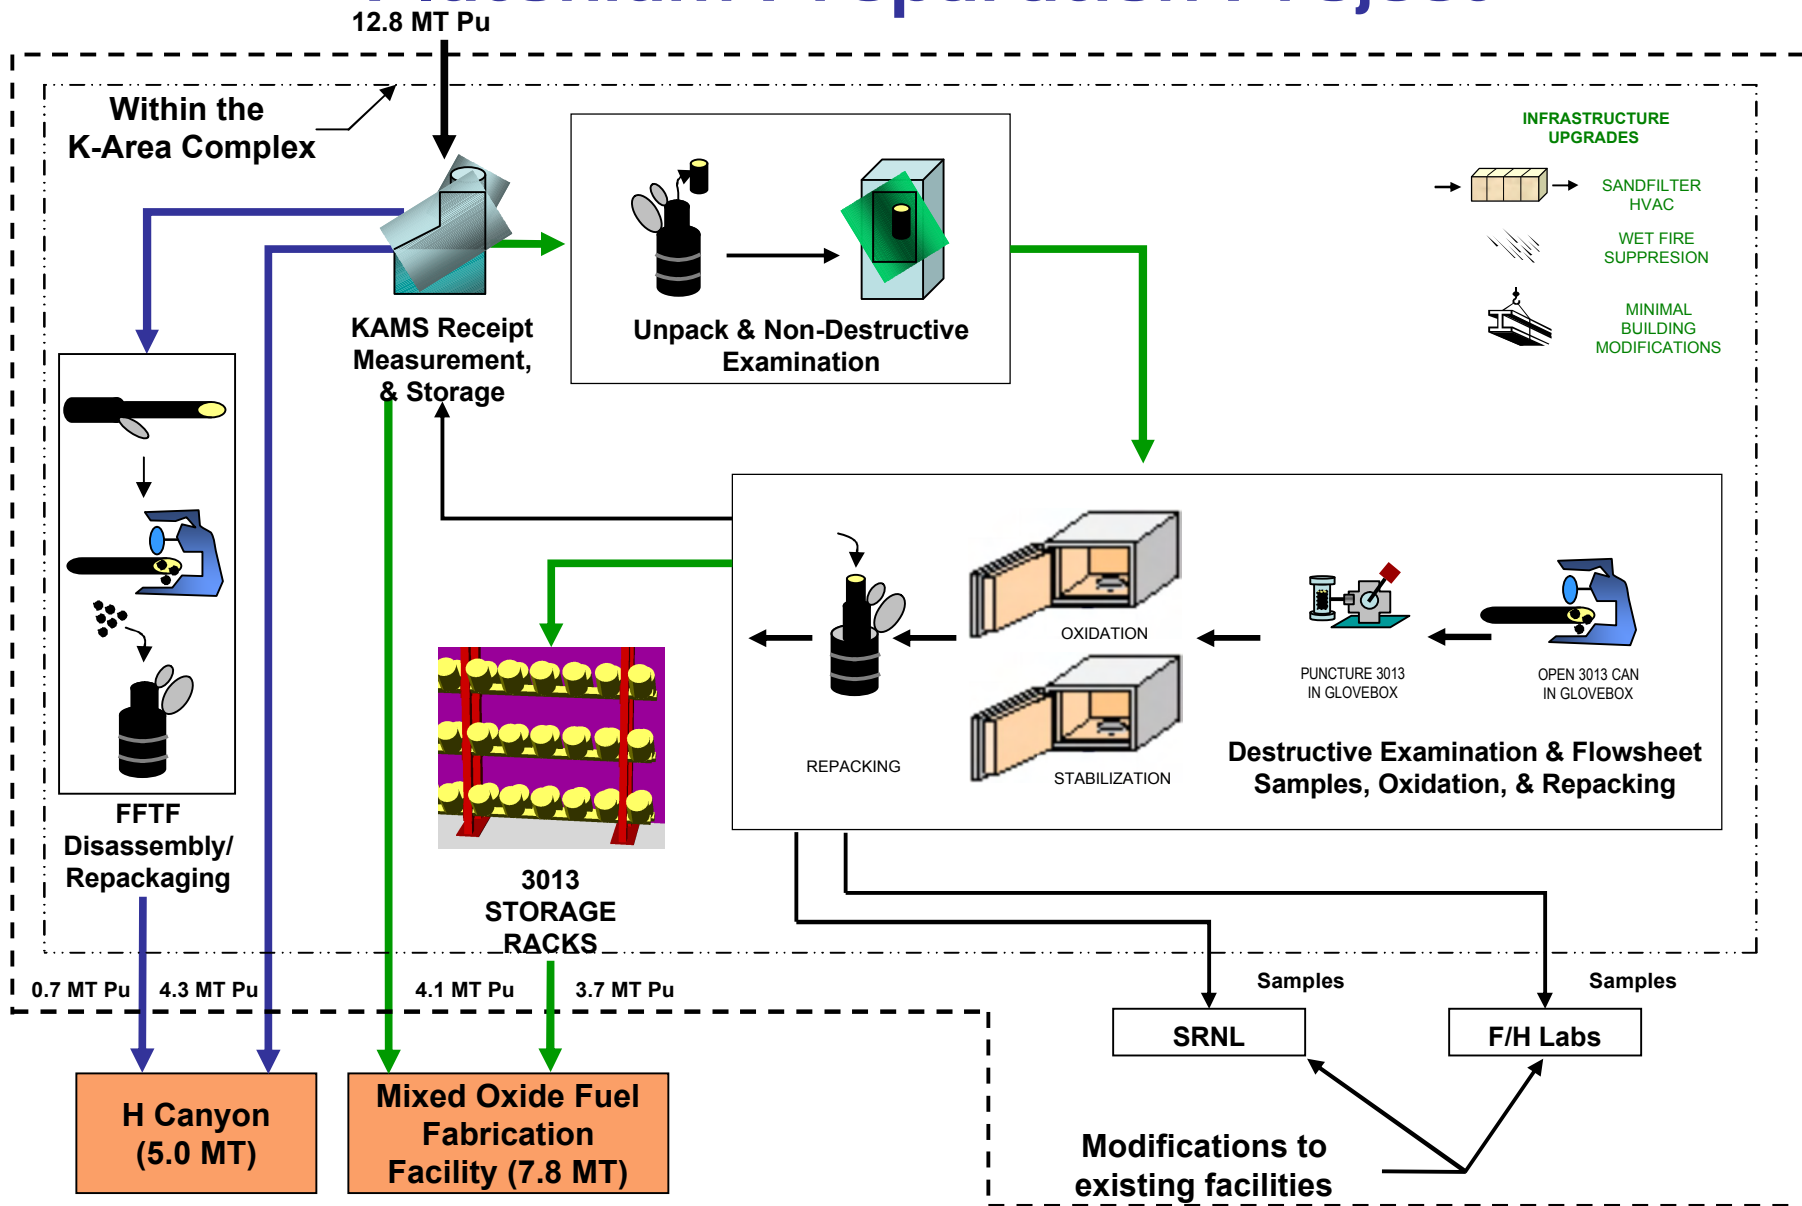 Plutonium Preparation Project
12.8 MT Pu
Within the
K-Area Complex
INFRASTRUCTURE
UPGRADES
SANDFILTER
HVAC
WET FIRE
SUPPRESION
MINIMAL
BUILDING
MODIFICATIONS
KAMS Receipt
Measurement,
& Storage
Unpack & Non-Destructive
Examination
FFTF
Disassembly/
Repackaging
3013
STORAGE
RACKS
REPACKING
OXIDATION
STABILIZATION
PUNCTURE 3013
IN GLOVEBOX
OPEN 3013 CAN
IN GLOVEBOX
Destructive Examination & Flowsheet
Samples, Oxidation, & Repacking
0.7 MT Pu
4.3 MT Pu
4.1 MT Pu
3.7 MT Pu
Samples
Samples
SRNL
F/H Labs
H Canyon
(5.0 MT)
Mixed Oxide Fuel
Fabrication
Facility (7.8 MT)
Modifications to
existing facilities